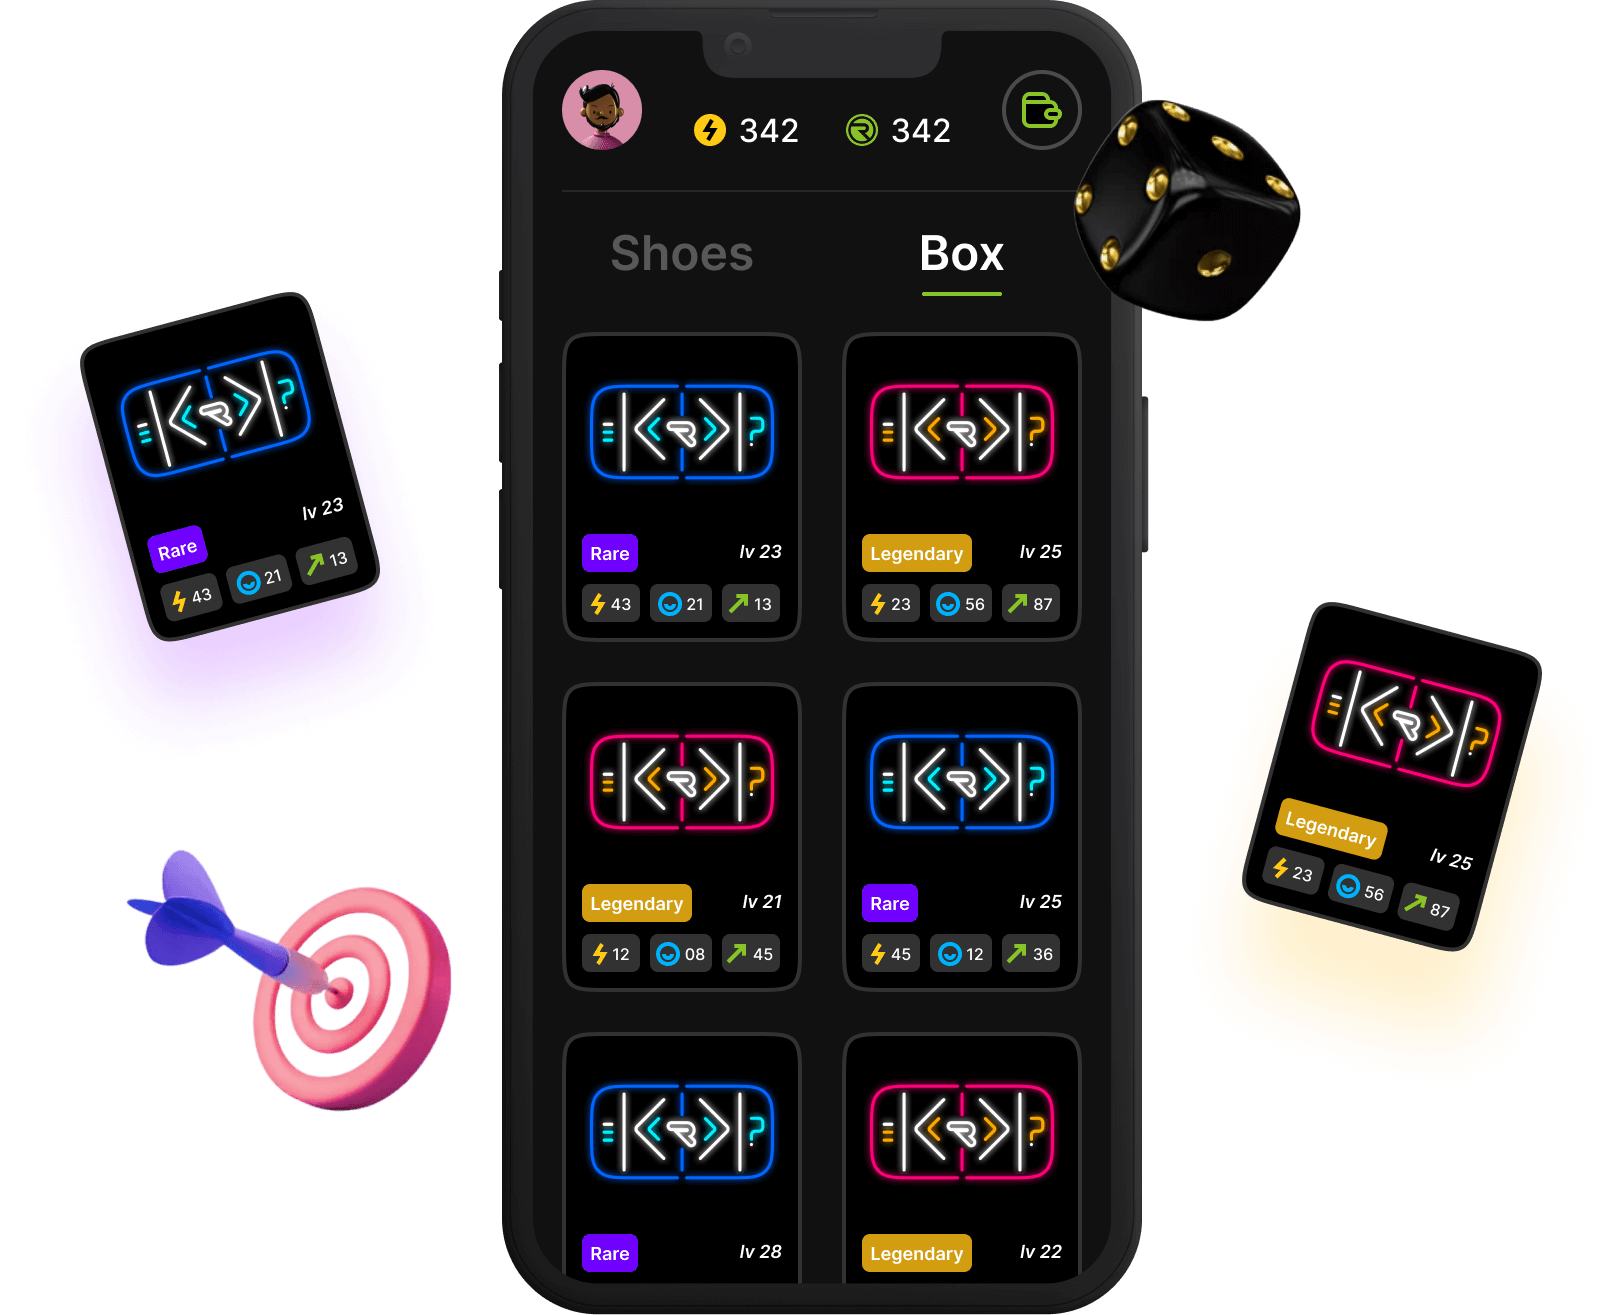 342 342
Shoes Box
Rare lv 23
43 21 13
Legendary lv 25
23 56 87
Legendary lv 21
12 08 45
Rare lv 25
45 12 36
Rare lv 28
Legendary lv 22
lv 23
Rare
43 21 13
Legendary
lv 25
23 56 87